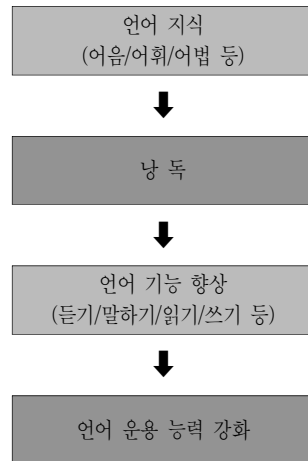 언어 지식
(어음/어휘/어법 등)
낭 독
언어 기능 향상
(듣기/말하기/읽기/쓰기 등)
언어 운용 능력 강화